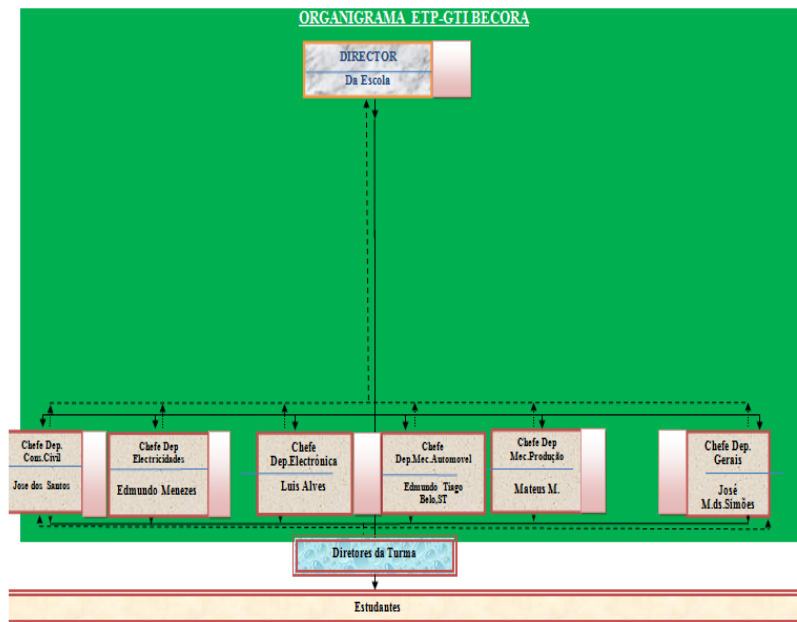 ORGANIGRAMA ETP-GTI BECORA
DIRECTOR
Da Escola
Chefe Dep.
Cons.Civil
Jose dos Santos
Chefe Dep
Electricidades
Edmundo Menezes
Chefe
Dep.Electrónica
Luis Alves
Chefe
Dep.Mec.Automovel
Edmundo Tiago
Belo,ST
Chefe Dep
Mec.Produção
Mateus M.
Chefe Dep.
Gerais
José
M.ds.Simões
Diretores da Turma
Estudantes